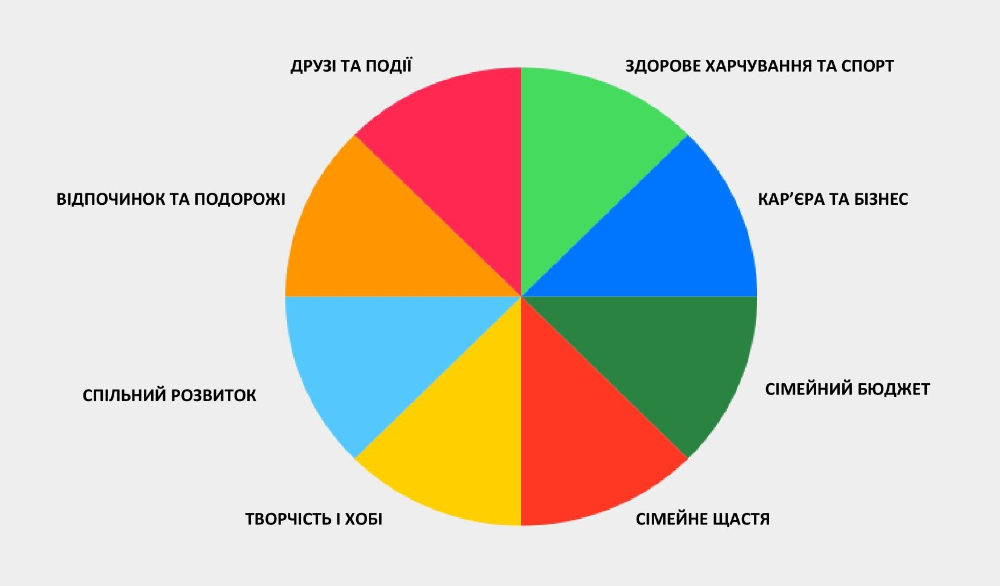 ДРУЗІ ТА ПОДІЇ
ЗДОРОВЕ ХАРЧУВАННЯ ТА СПОРТ
ВІДПОЧИНОК ТА ПОДОРОЖІ
КАР’ЄРА ТА БІЗНЕС
СПІЛЬНИЙ РОЗВИТОК
СІМЕЙНИЙ БЮДЖЕТ
ТВОРЧІСТЬ І ХОБІ
СІМЕЙНЕ ЩАСТЯ